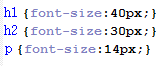 h1 {font-size:40px;}
h2 {font-size:30px;}
p {font-size:14px;}